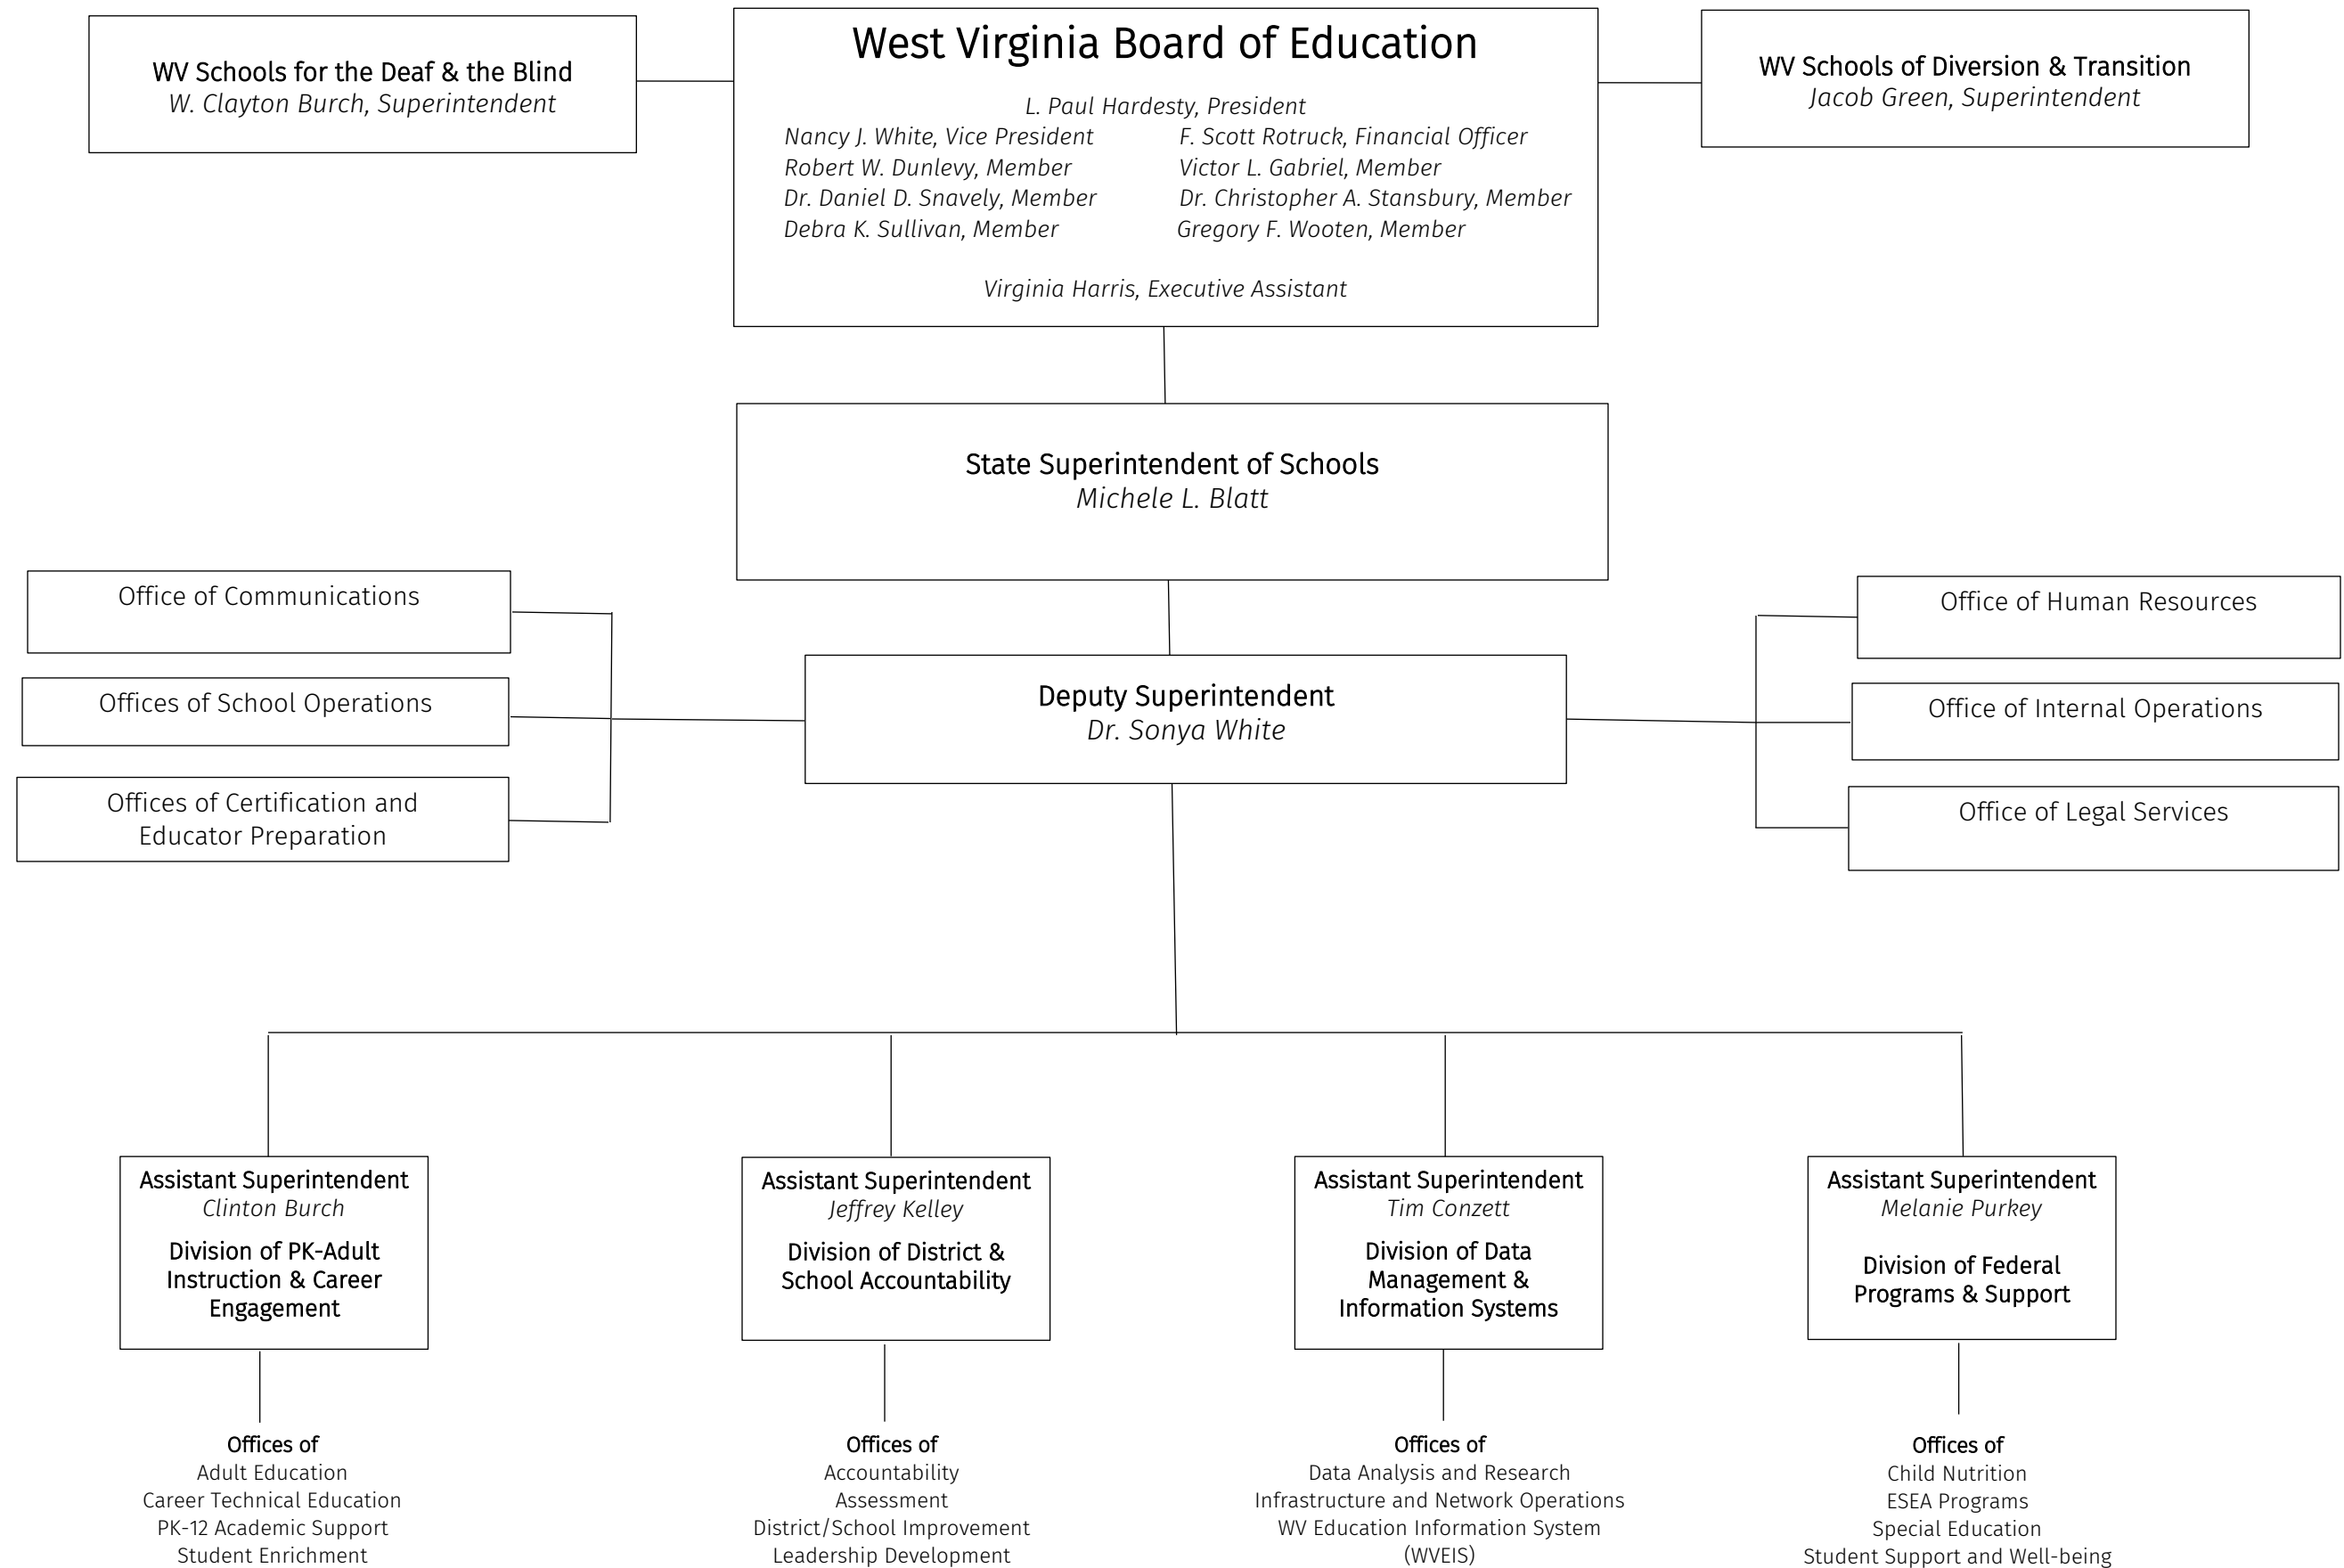 WV Schools for the Deaf & the Blind
W. Clayton Burch, Superintendent
West Virginia Board of Education
L. Paul Hardesty, President
Nancy J. White, Vice President
F. Scott Rotruck, Financial Officer
Robert W. Dunlevy, Member
Victor L. Gabriel, Member
Dr. Daniel D. Snavely, Member
Dr. Christopher A. Stansbury, Member
Debra K. Sullivan, Member
Gregory F. Wooten, Member
Virginia Harris, Executive Assistant
WV Schools of Diversion & Transition
Jacob Green, Superintendent
State Superintendent of Schools
Michele L. Blatt
Office of Communications
Offices of School Operations
Offices of Certification and
Educator Preparation
Deputy Superintendent
Dr. Sonya White
Office of Human Resources
Office of Internal Operations
Office of Legal Services
Assistant Superintendent
Clinton Burch
Division of PK-Adult
Instruction & Career
Engagement
Offices of
Adult Education
Career Technical Education
PK-12 Academic Support
Student Enrichment
Assistant Superintendent
Jeffrey Kelley
Division of District &
School Accountability
Offices of
Accountability
Assessment
District/School Improvement
Leadership Development
Assistant Superintendent
Tim Conzett
Division of Data
Management &
Information Systems
Offices of
Data Analysis and Research
Infrastructure and Network Operations
WV Education Information System
(WVEIS)
Assistant Superintendent
Melanie Purkey
Division of Federal
Programs & Support
Offices of
Child Nutrition
ESEA Programs
Special Education
Student Support and Well-being